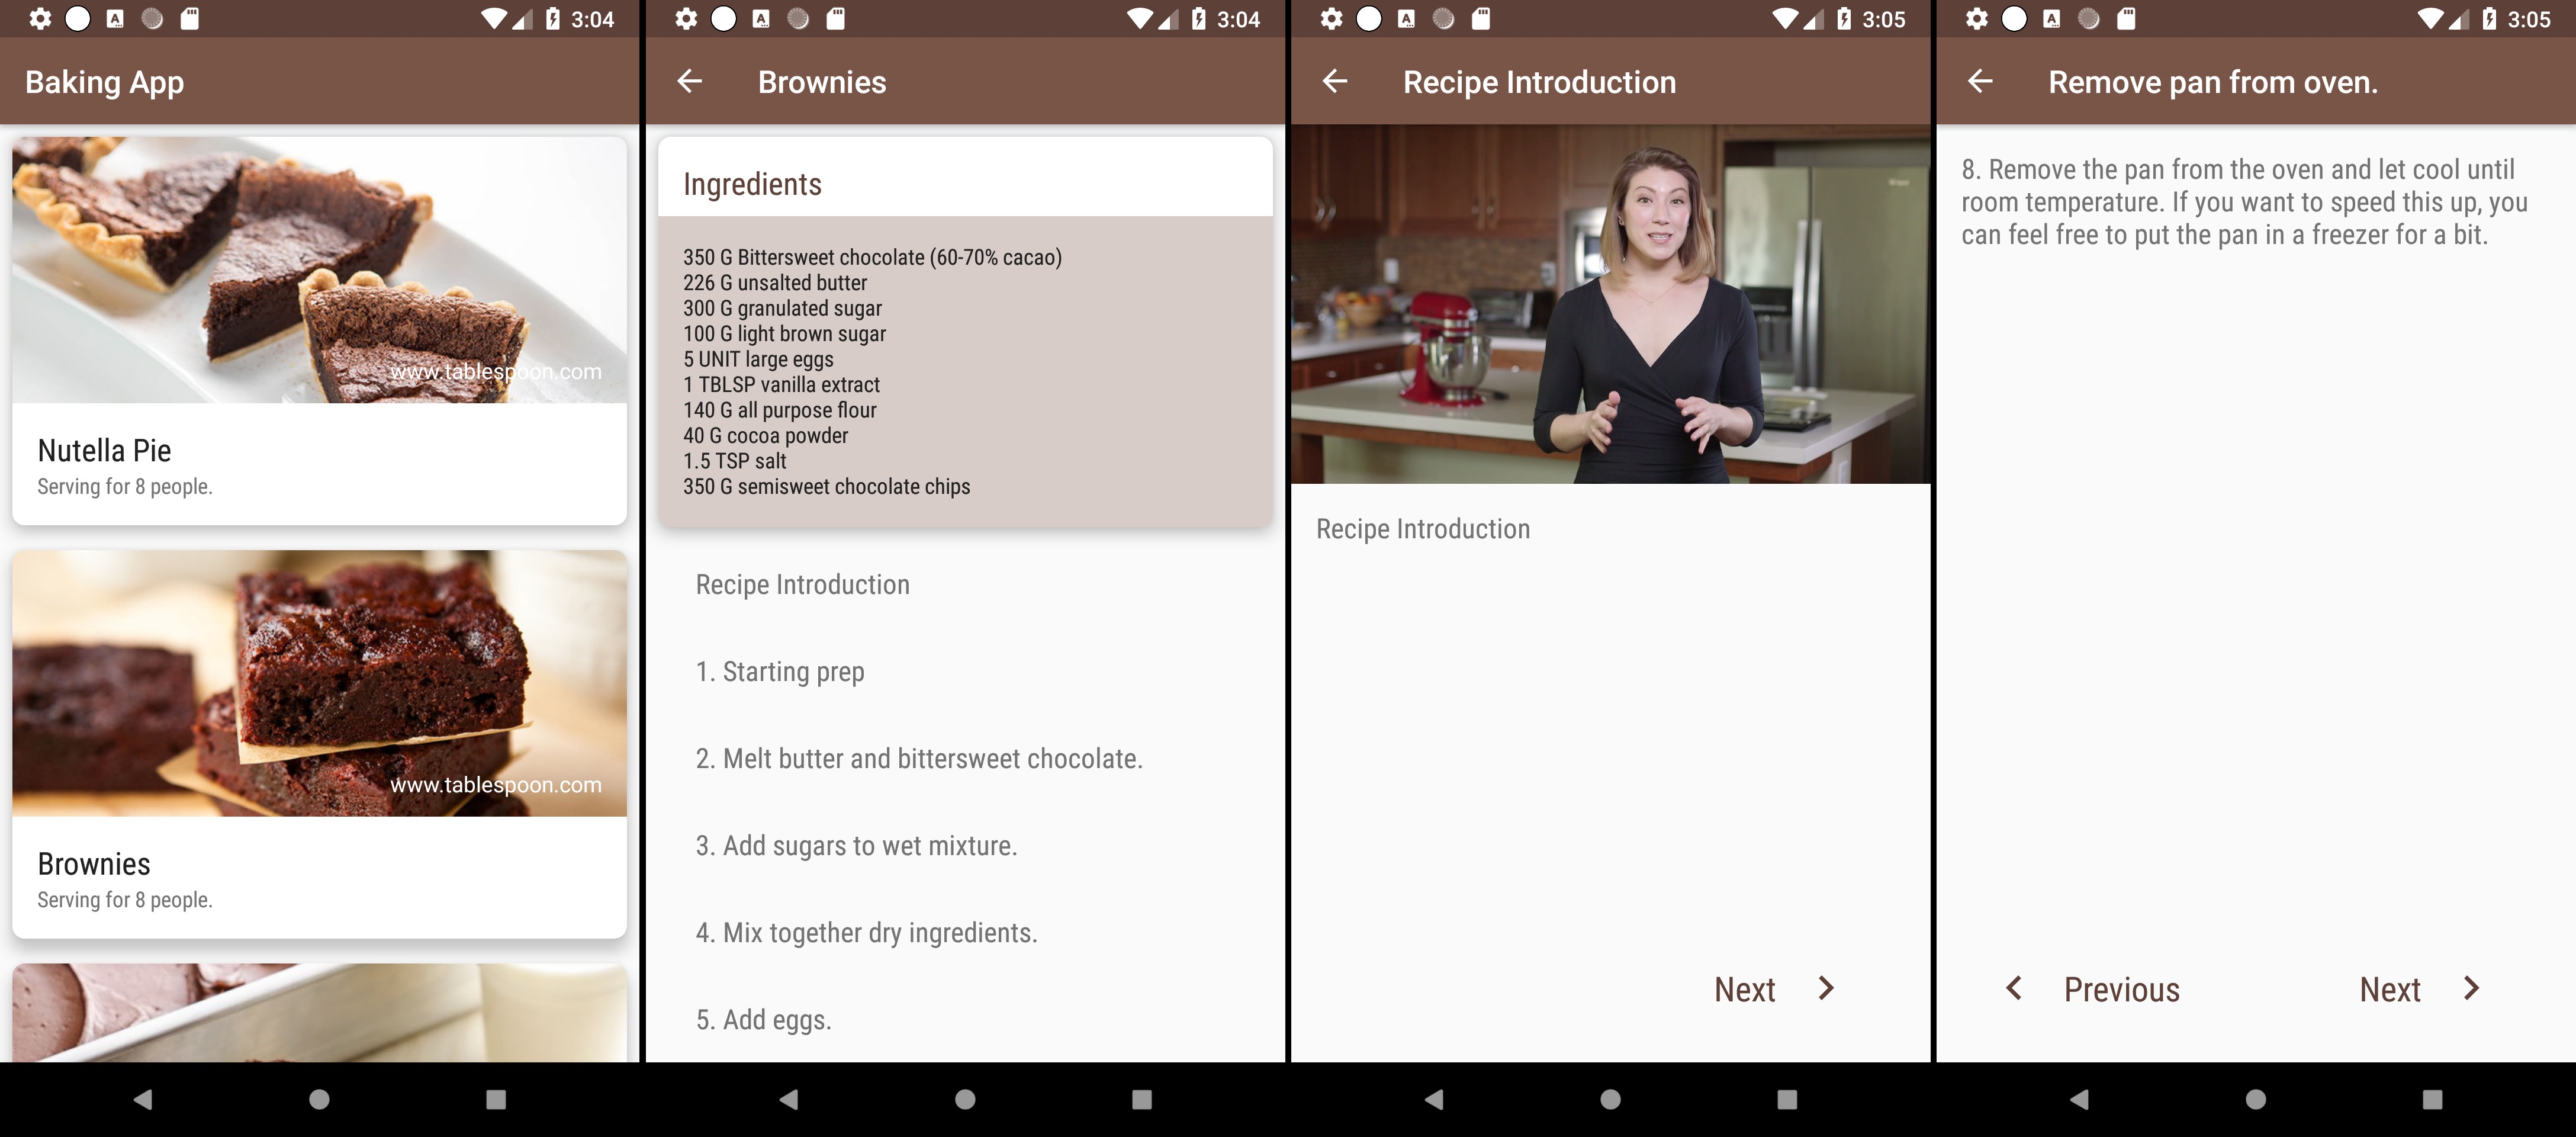 3:04
Baking App
www.tablespoon.com
Nutella Pie
Serving for 8 people.
www.tablespoon.com
Brownies
Serving for 8 people.
3:04
Brownies
Ingredients
350 G Bittersweet chocolate (60-70% cacao)
226 G unsalted butter
300 G granulated sugar
100 G light brown sugar
5 UNIT large eggs
1 TBLSP vanilla extract
140 G all purpose flour
40 G cocoa powder
1.5 TSP salt
350 G semisweet chocolate chips
Recipe Introduction
1. Starting prep
2. Melt butter and bittersweet chocolate.
3. Add sugars to wet mixture.
4. Mix together dry ingredients.
5. Add eggs.
3:05
Recipe Introduction
Recipe Introduction
Next
3:05
Remove pan from oven.
8. Remove the pan from the oven and let cool until
room temperature. If you want to speed this up, you
can feel free to put the pan in a freezer for a bit.
Previous Next